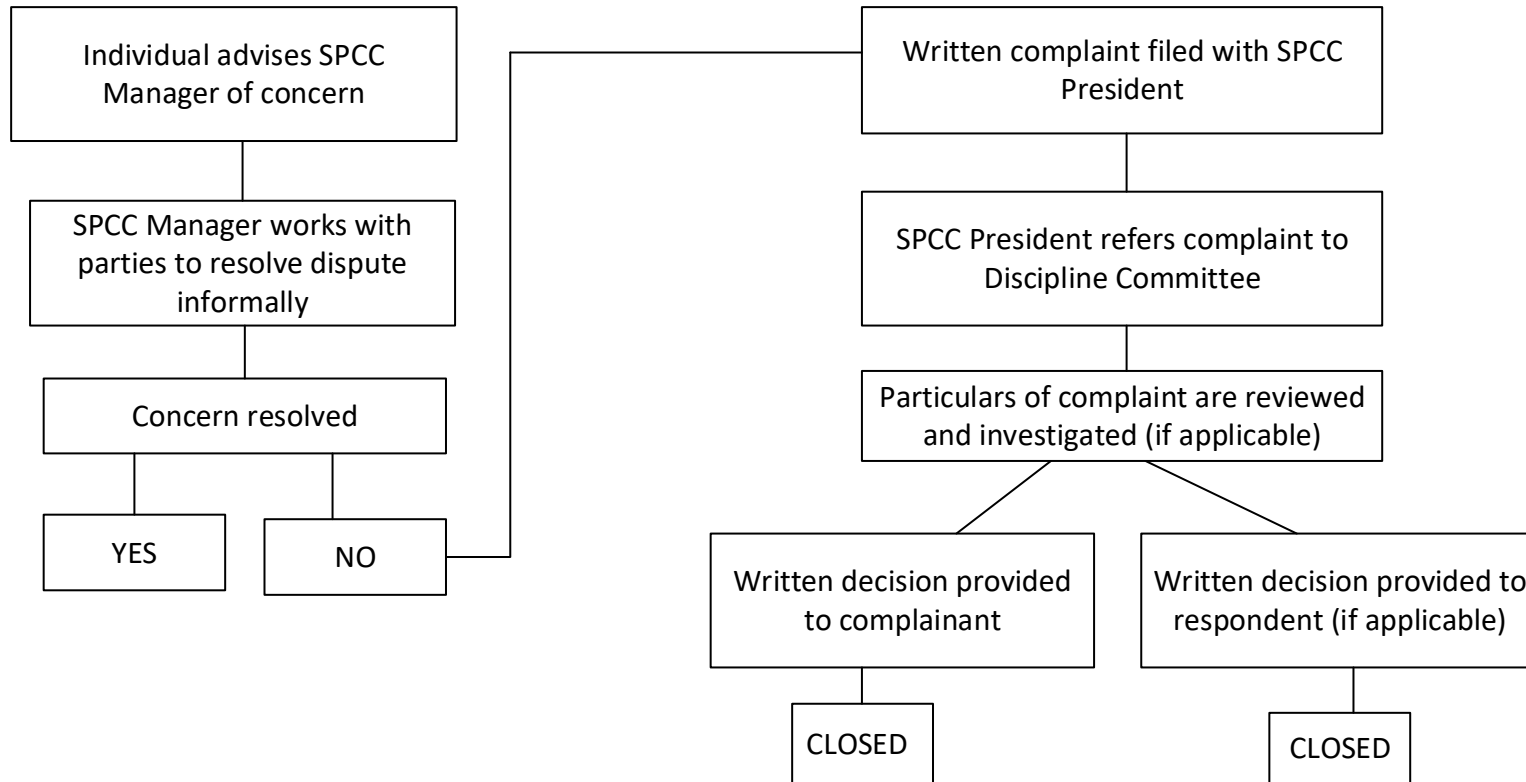 Individual advises SPCC
Manager of concern
SPCC Manager works with
parties to resolve dispute
informally
Concern resolved
YES
NO
Written complaint filed with SPCC
President
SPCC President refers complaint to
Discipline Committee
Particulars of complaint are reviewed
and investigated (if applicable)
Written decision provided
to complainant
Written decision provided to
respondent (if applicable)
CLOSED
CLOSED